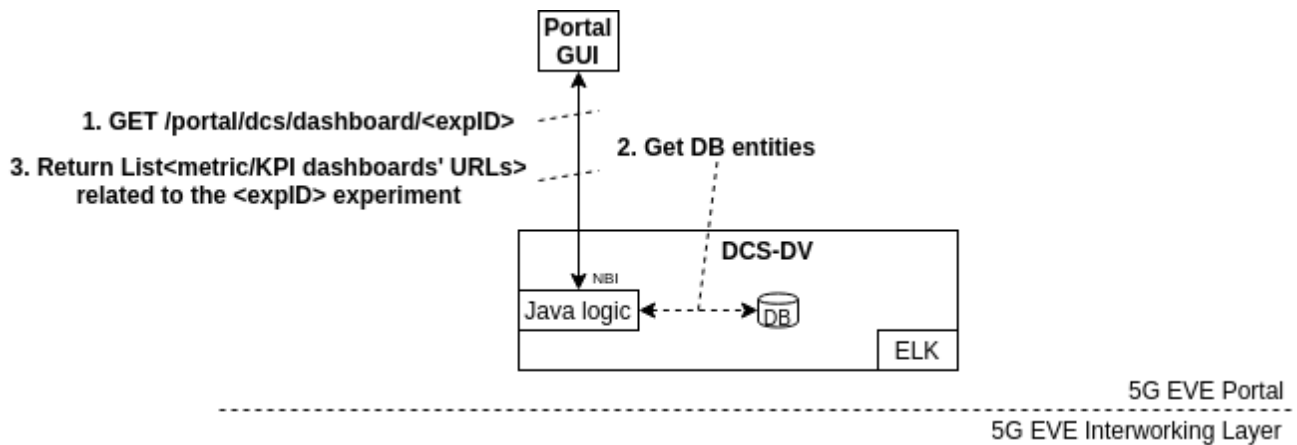 Portal
GUI
1. GET /portal/dcs/dashboard/<expID>
2. Get DB entities
3. Return List<metric/KPI dashboards' URLs>
related to the <expID> experiment
DCS-DV
NBI
Java logic
DB
ELK
5G EVE Portal
5G EVE Interworking Layer